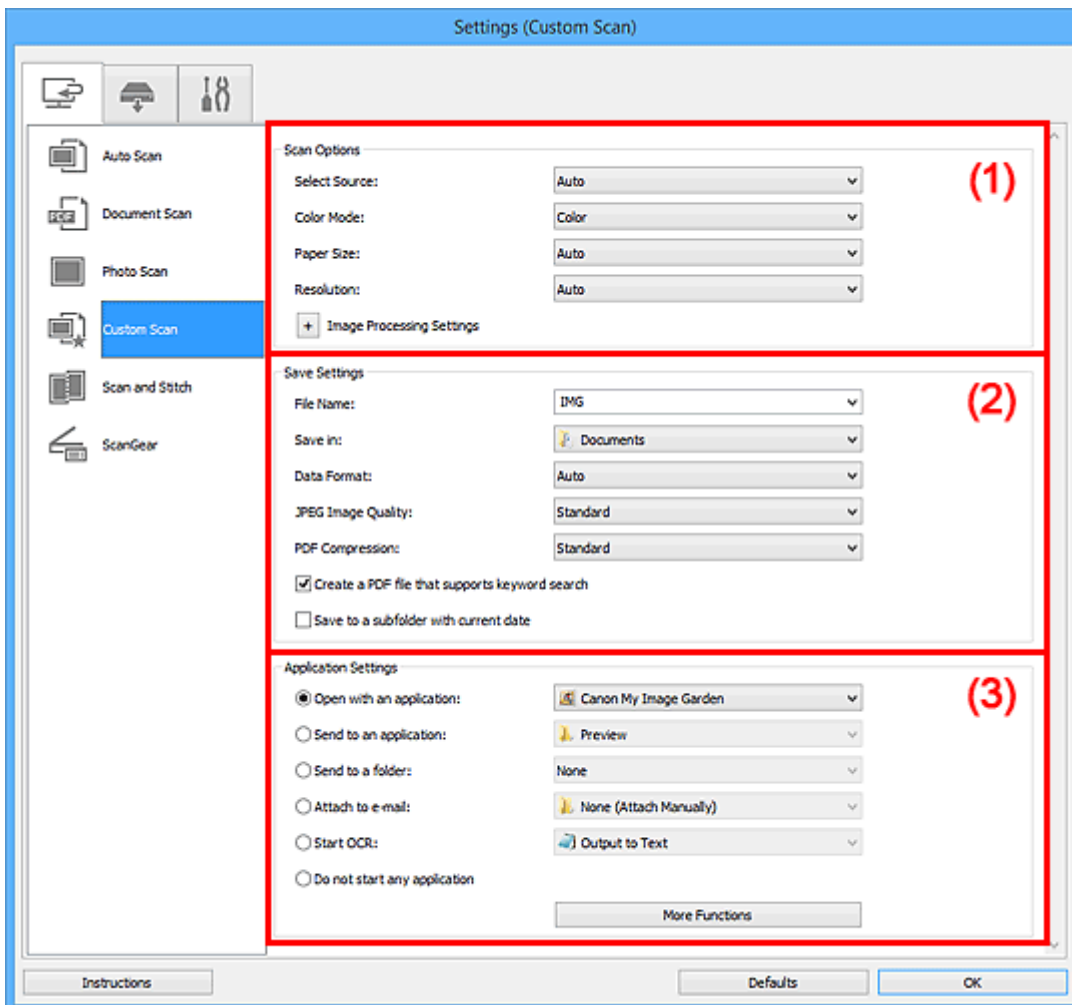 Settings (Custom Scan)
Auto Scan
Document Scan
Photo Scan
Custom Scan
Scan and Stitch
ScanGear
(1)
Scan Options
Select Source: Auto
Color Mode: Color
Paper Size: Auto
Resolution: Auto
+ Image Processing Settings
(2)
Save Settings
File Name: IMG
Save in: Documents
Data Format: Auto
JPEG Image Quality: Standard
PDF Compression: Standard
Create a PDF file that supports keyword search
Save to a subfolder with current date
(3)
Application Settings
Open with an application: Canon My Image Garden
Send to an application: Preview
Send to a folder: None
Attach to e-mail: None (Attach Manually)
Start OCR: Output to Text
Do not start any application
More Functions
Instructions Defaults OK